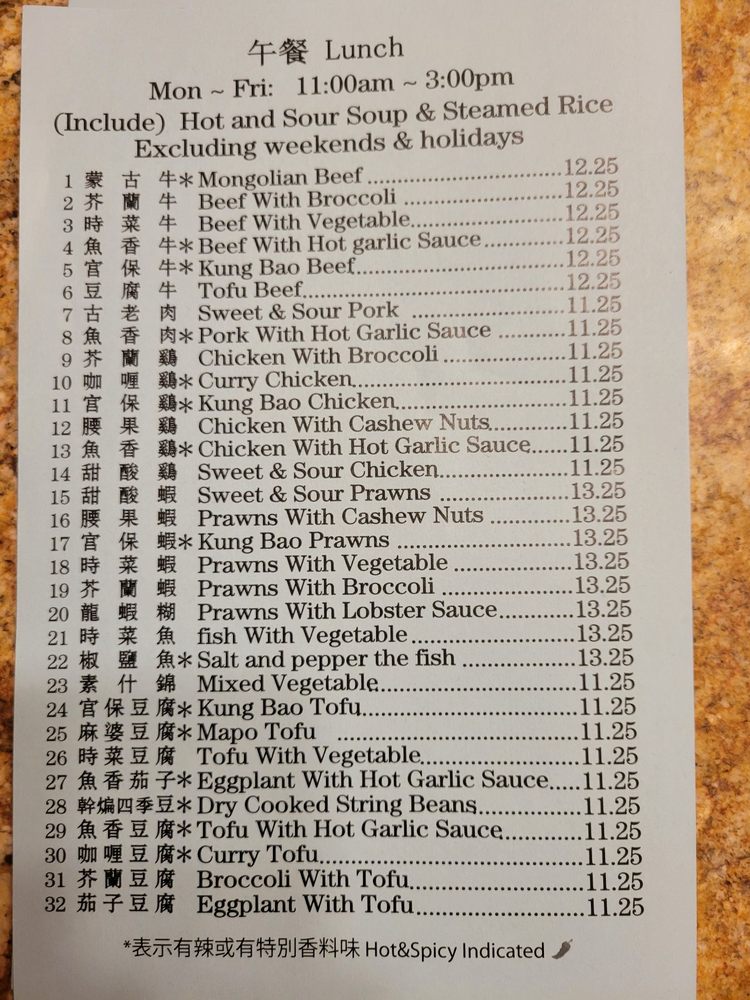 午餐 Lunch
Mon ~ Fri: 11:00am ~ 3:00pm
(Include) Hot and Sour Soup & Steamed Rice
Excluding weekends & holidays
1 蒙古牛* Mongolian Beef 12.25
2 芥蘭牛 Beef With Broccoli 12.25
3 時菜牛 Beef With Vegetable 12.25
4 魚香牛* Beef With Hot garlic Sauce 12.25
5 宮保牛* Kung Bao Beef 12.25
6 豆腐牛 Tofu Beef 12.25
7 古老肉 Sweet & Sour Pork 11.25
8 魚香肉* Pork With Hot Garlic Sauce 11.25
9 芥蘭鷄 Chicken With Broccoli 11.25
10 咖喱鷄* Curry Chicken 11.25
11 宮保鷄* Kung Bao Chicken 11.25
12 腰果鷄 Chicken With Cashew Nuts 11.25
13 魚香鷄* Chicken With Hot Garlic Sauce 11.25
14 甜酸鷄 Sweet & Sour Chicken 11.25
15 甜酸蝦 Sweet & Sour Prawns 13.25
16 腰果蝦 Prawns With Cashew Nuts 13.25
17 宮保蝦* Kung Bao Prawns 13.25
18 時菜蝦 Prawns With Vegetable 13.25
19 芥蘭蝦 Prawns With Broccoli 13.25
20 龍蝦糊 Prawns With Lobster Sauce 13.25
21 時菜魚 fish With Vegetable 13.25
22 椒鹽魚* Salt and pepper the fish 13.25
23 素什錦 Mixed Vegetable 11.25
24 宮保豆腐* Kung Bao Tofu 11.25
25 麻婆豆腐* Mapo Tofu 11.25
26 時菜豆腐 Tofu With Vegetable 11.25
27 魚香茄子* Eggplant With Hot Garlic Sauce 11.25
28 幹煸四季豆* Dry Cooked String Beans 11.25
29 魚香豆腐* Tofu With Hot Garlic Sauce 11.25
30 咖喱豆腐* Curry Tofu 11.25
31 芥蘭豆腐 Broccoli With Tofu 11.25
32 茄子豆腐 Eggplant With Tofu 11.25
*表示有辣或有特別香料味 Hot&Spicy Indicated